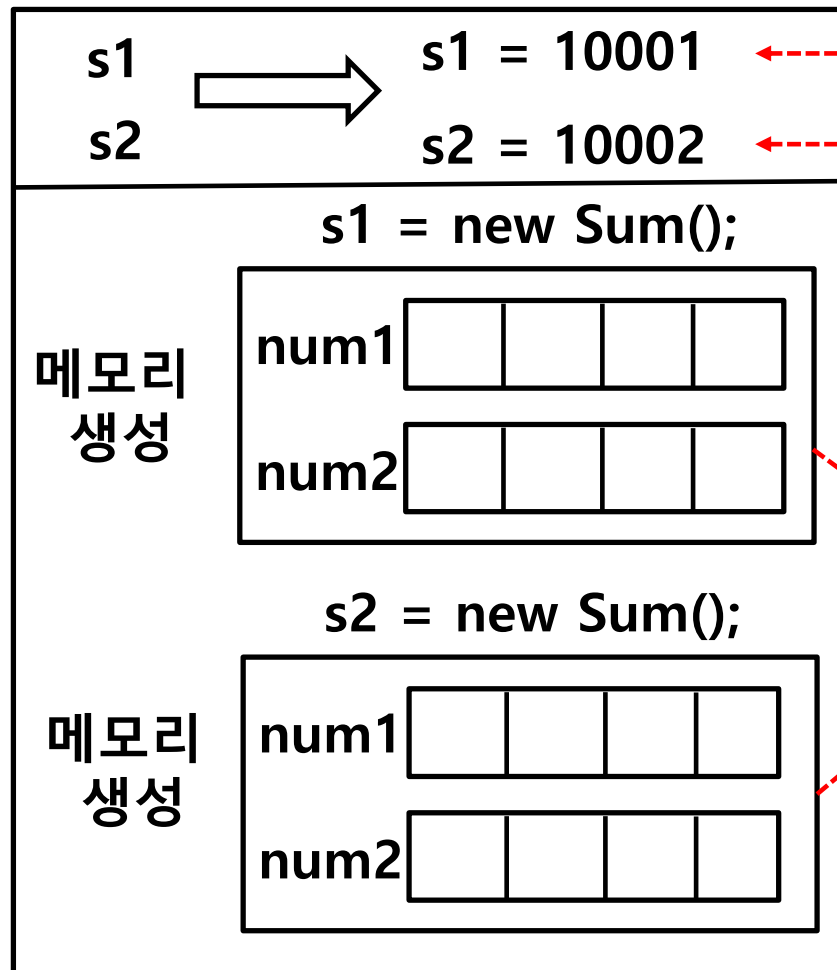 s1
s1 = 10001
s2
s2 = 10002
s1 = new Sum();
메모리
생성
num1
num2
s2 = new Sum();
메모리
생성
num1
num2